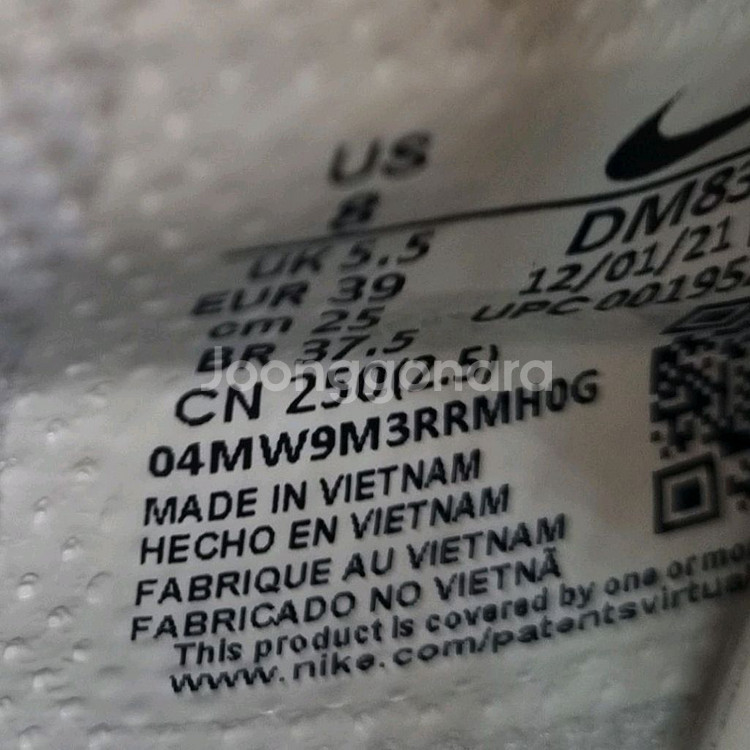 US
8
UK 5.5
EUR 39
cm 25
BR 37.5
CN 250(2.5)
04MW9M3RRMH0G
MADE IN VIETNAM
HECHO EN VIETNAM
FABRIQUE AU VIETNAM
FABRICADO NO VIETNÃ
This product is covered by one or mo
www.nike.com/patentsvirtua
DM83
12/01/21
UPC 00195
Joonggonara